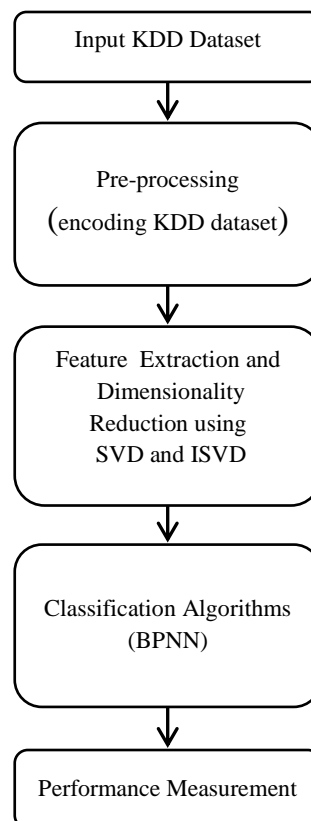 Input KDD Dataset
Pre-processing
(encoding KDD dataset)
Feature Extraction and
Dimensionality
Reduction using
SVD and ISVD
Classification Algorithms
(BPNN)
Performance Measurement